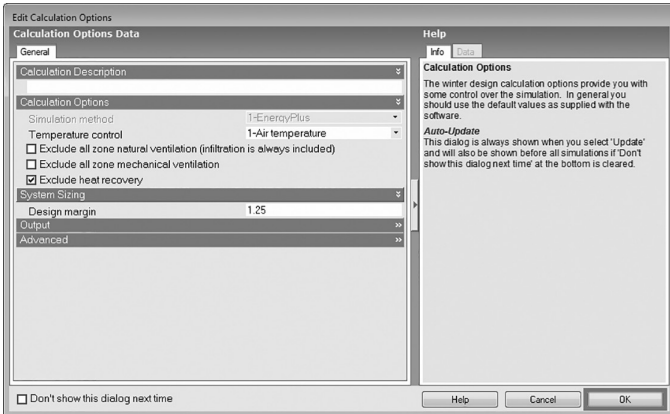 Edit Calculation Options
Calculation Options Data
General
Calculation Description
Calculation Options
Simulation method 1-EnergyPlus
Temperature control 1-Air temperature
Exclude all zone natural ventilation (infiltration is always included)
Exclude all zone mechanical ventilation
Exclude heat recovery
System Sizing
Design margin 1.25
Output
Advanced
Don't show this dialog next time
Help
Info Data
Calculation Options
The winter design calculation options provide you with
some control over the simulation. In general you
should use the default values as supplied with the
software.
Auto-Update
This dialog is always shown when you select 'Update'
and will also be shown before all simulations if 'Don't
show this dialog next time' at the bottom is cleared.
Help Cancel OK